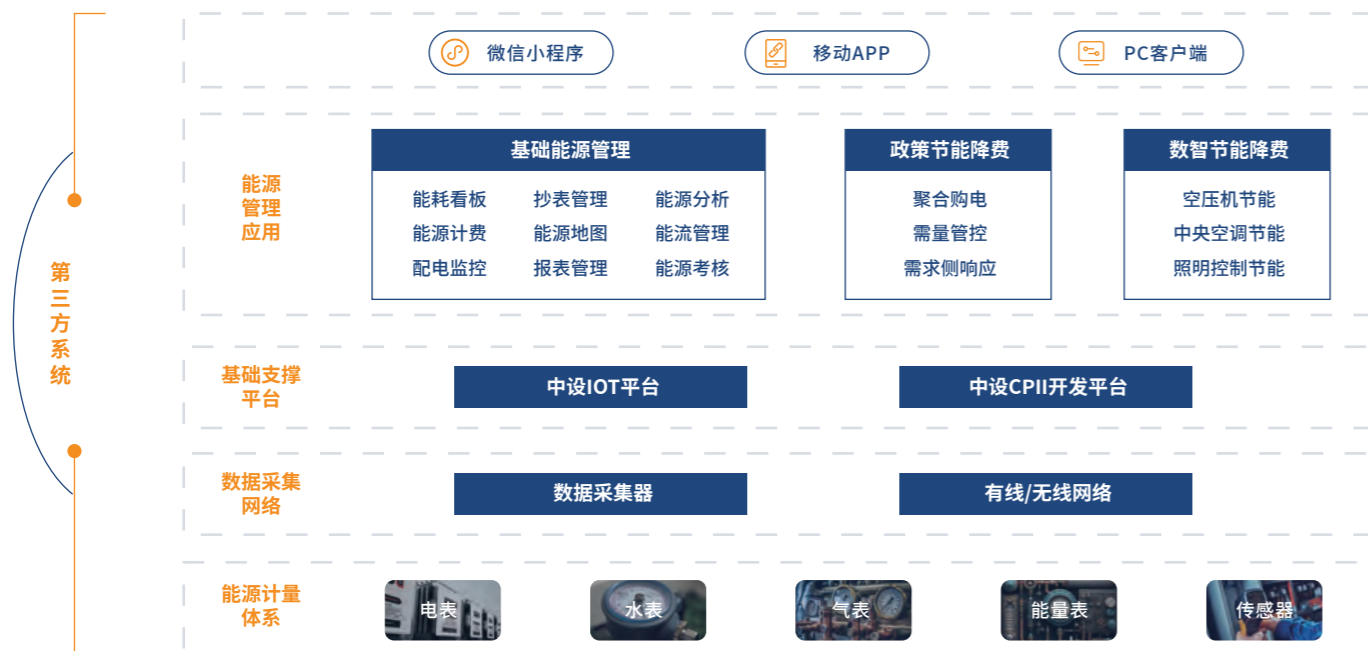 微信小程序
移动APP
PC客户端
第三方系统
能源
管理
应用
基础能源管理
能耗看板 抄表管理 能源分析
能源计费 能源地图 能流管理
配电监控 报表管理 能源考核
政策节能降费
聚合购电
需量管控
需求侧响应
数智节能降费
空压机节能
中央空调节能
照明控制节能
基础支撑
平台
中设IOT平台
中设CPII开发平台
数据采集
网络
数据采集器
有线/无线网络
能源计量
体系
电表
水表
气表
能量表
传感器